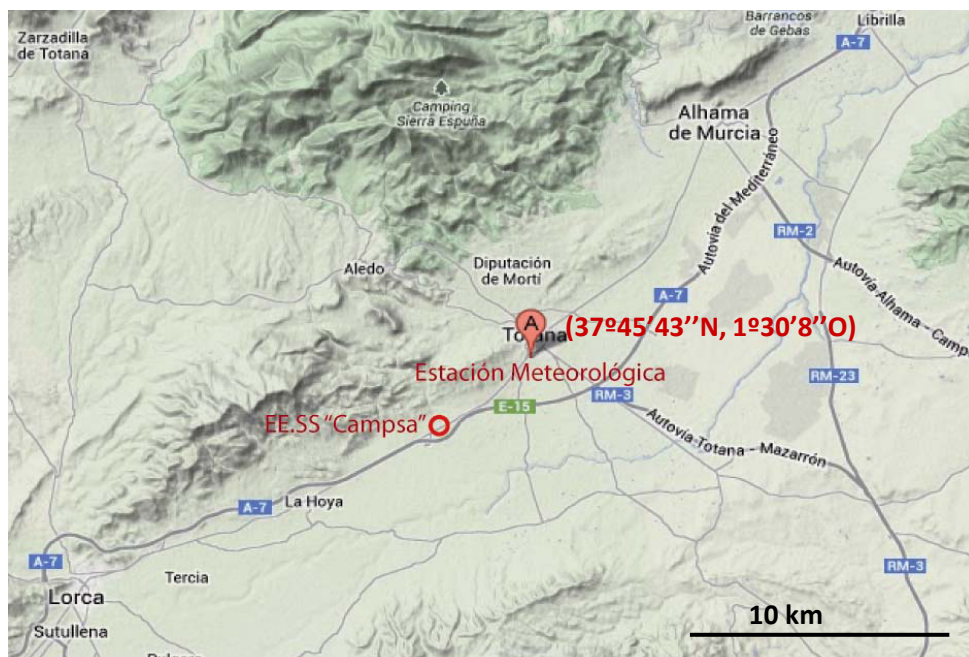 Barrancos
de Gebas
Librilla
Zarzadilla
de Totana
A-7
Camping
Sierra Espuña
Alhama
de Murcia
Autovía del Mediterráneo
RM-2
Autovía Alhama - Camp
Aledo
Diputación
de Mortí
A-7
A
Totana
(37º45’43’’N, 1º30’8’’O)
Estación Meteorológica
RM-23
E-15
RM-3
EE.SS “Campsa”
Autovía Totana - Mazarrón
A-7
La Hoya
A-7
Tercia
RM-3
Lorca
10 km
Sutullena